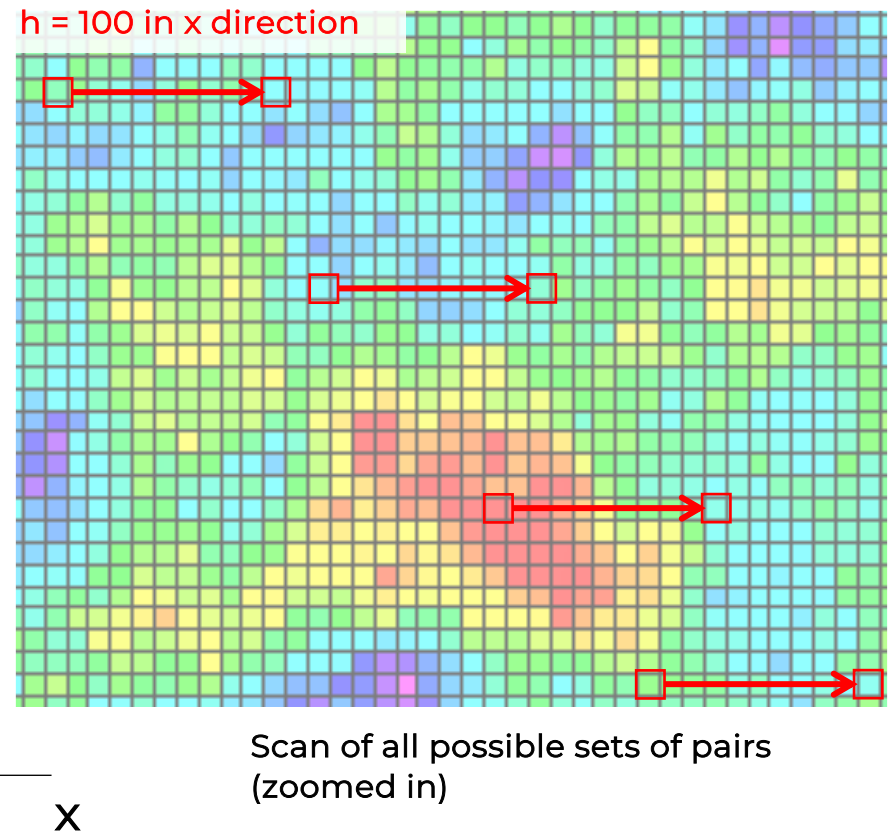 h = 100 in x direction
Scan of all possible sets of pairs
(zoomed in)
x